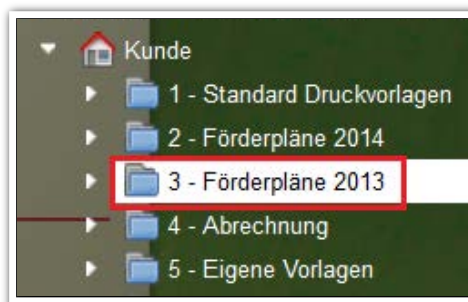 Kunde
1 - Standard Druckvorlagen
2 - Förderpläne 2014
3 - Förderpläne 2013
4 - Abrechnung
5 - Eigene Vorlagen